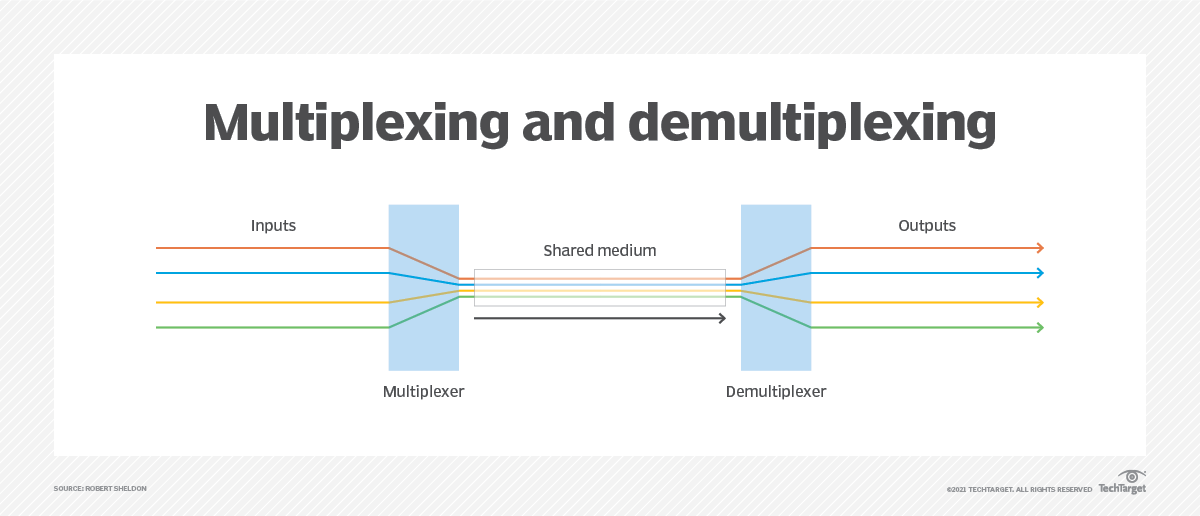 Multiplexing and demultiplexing
Inputs
Outputs
Shared medium
Multiplexer
Demultiplexer
SOURCE: ROBERT SHELDON
©2021 TECHTARGET. ALL RIGHTS RESERVED TechTarget